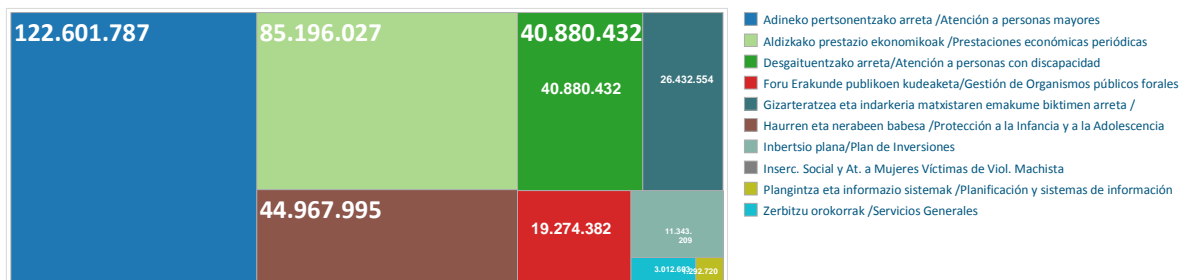 122.601.787
85.196.027
40.880.432
40.880.432
26.432.554
44.967.995
19.274.382
11.343.
209
1.292.720
Adineko pertsonentzako arreta /Atención a personas mayores
Aldizkako prestazio ekonomikoak /Prestaciones económicas periódicas
Desgaituentzako arreta/Atención a personas con discapacidad
Foru Erakunde publikoen kudeaketa/Gestión de Organismos públicos forales
Gizarteratzea eta indarkeria matxistaren emakume biktimen arreta /
Haurren eta nerabeen babesa /Protección a la Infancia y a la Adolescencia
Inbertsio plana/Plan de Inversiones
Inserc. Social y At. a Mujeres Víctimas de Viol. Machista
Plangintza eta informazio sistemak /Planificación y sistemas de información
Zerbitzu orokorrak /Servicios Generales